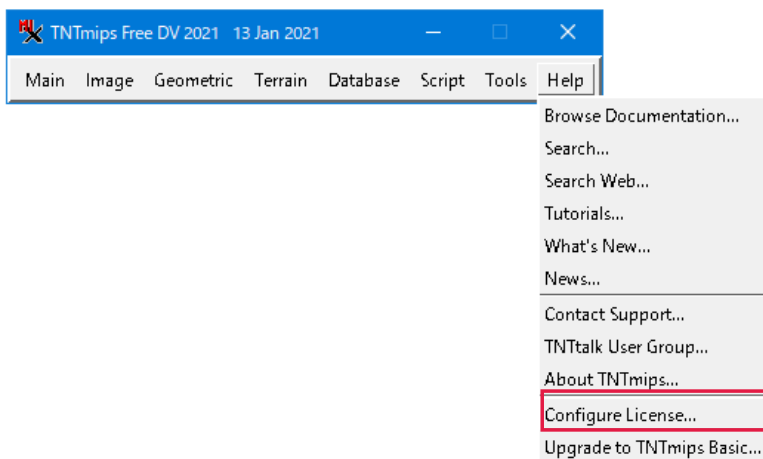 TNTmips Free DV 2021 13 Jan 2021
Main Image Geometric Terrain Database Script Tools Help
Browse Documentation...
Search...
Search Web...
Tutorials...
What's New...
News...
Contact Support...
TNTtalk User Group...
About TNTmips...
Configure License...
Upgrade to TNTmips Basic...